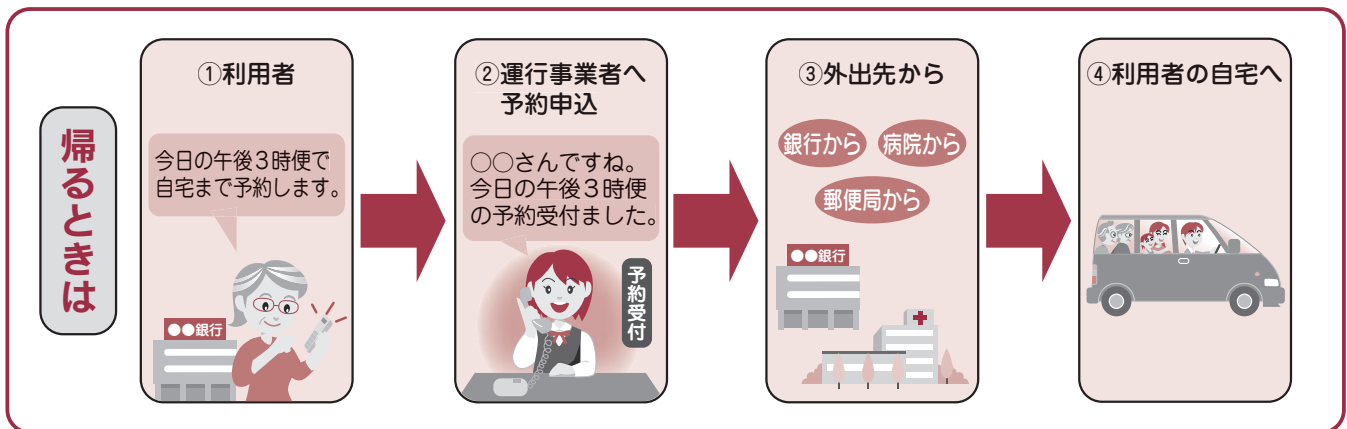 帰るときは
①利用者
今日の午後3時便で
自宅まで予約します。
●●銀行
②運行事業者へ
予約申込
○○さんですね。
今日の午後3時便
の予約受付ました。
予約受付
③外出先から
銀行から
病院から
郵便局から
●●銀行
④利用者の自宅へ